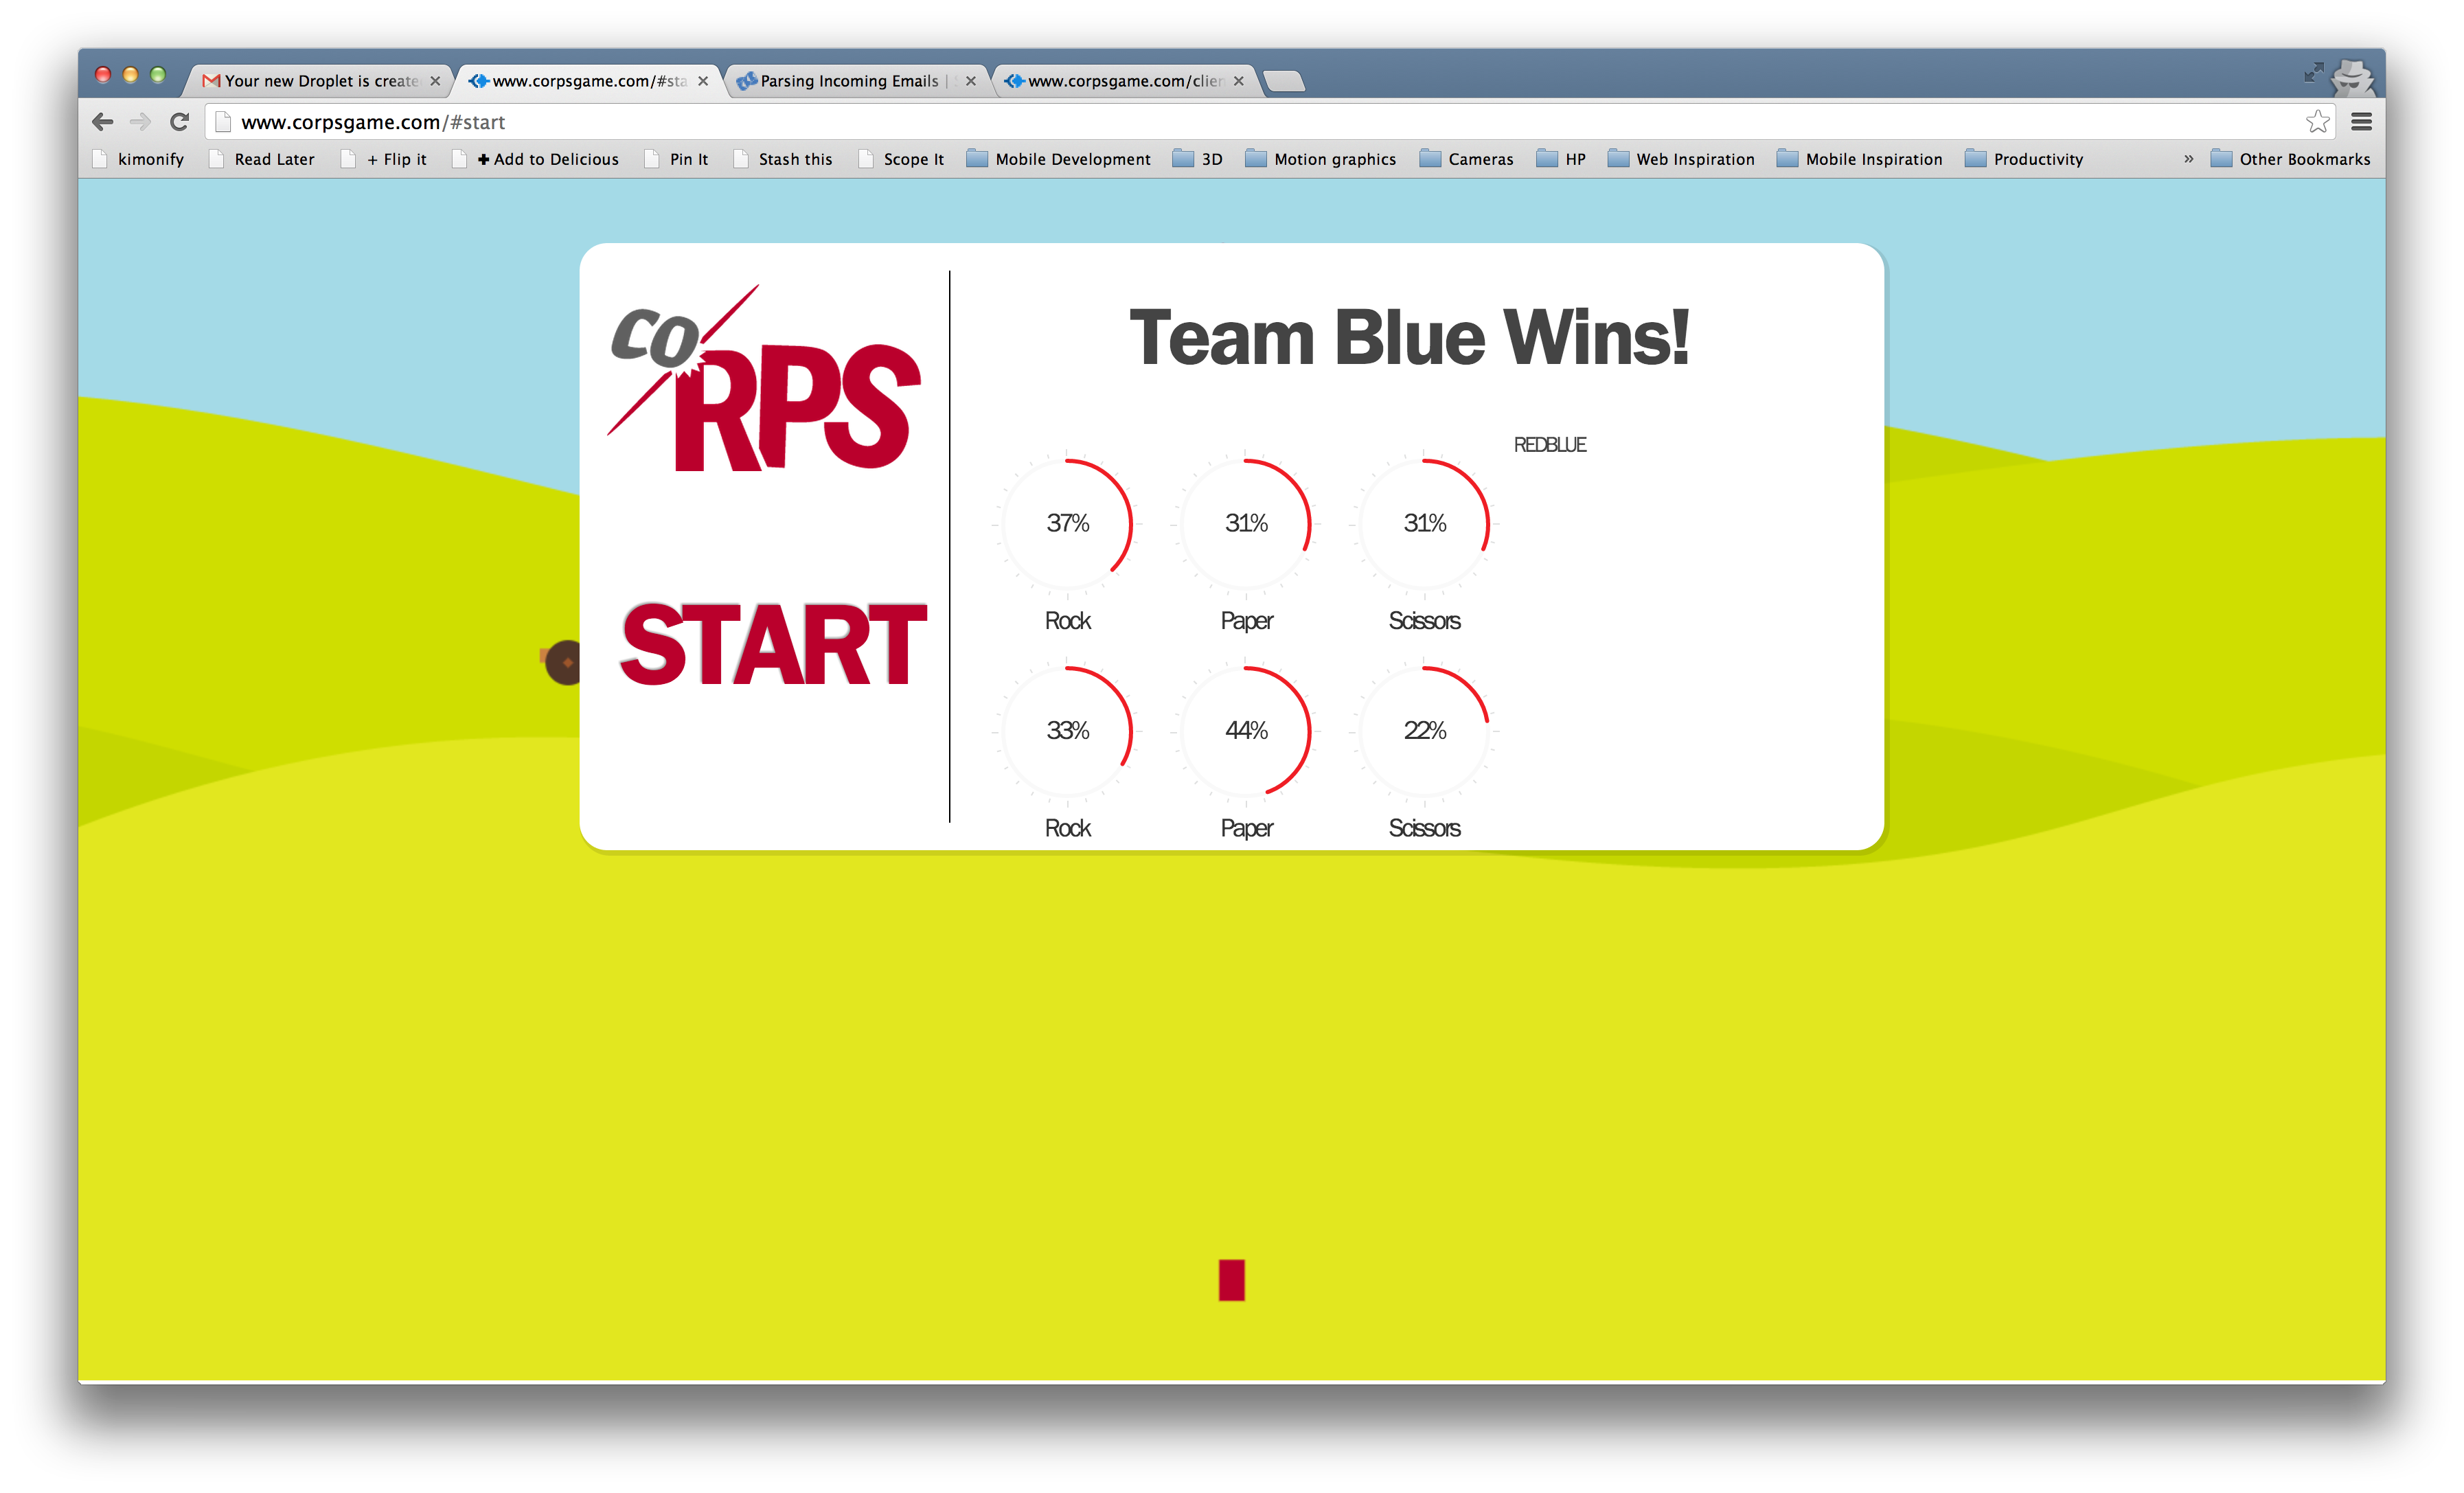 Your new Droplet is create
www.corpsgame.com/#sta
Parsing Incoming Emails |
www.corpsgame.com/clien
www.corpsgame.com/#start
kimonify
Read Later
+ Flip it
+ Add to Delicious
Pin It
Stash this
Scope It
Mobile Development
3D
Motion graphics
Cameras
HP
Web Inspiration
Mobile Inspiration
Productivity
»
Other Bookmarks
CO
RPS
START
Team Blue Wins!
REDBLUE
37%
31%
31%
Rock
Paper
Scissors
33%
44%
22%
Rock
Paper
Scissors